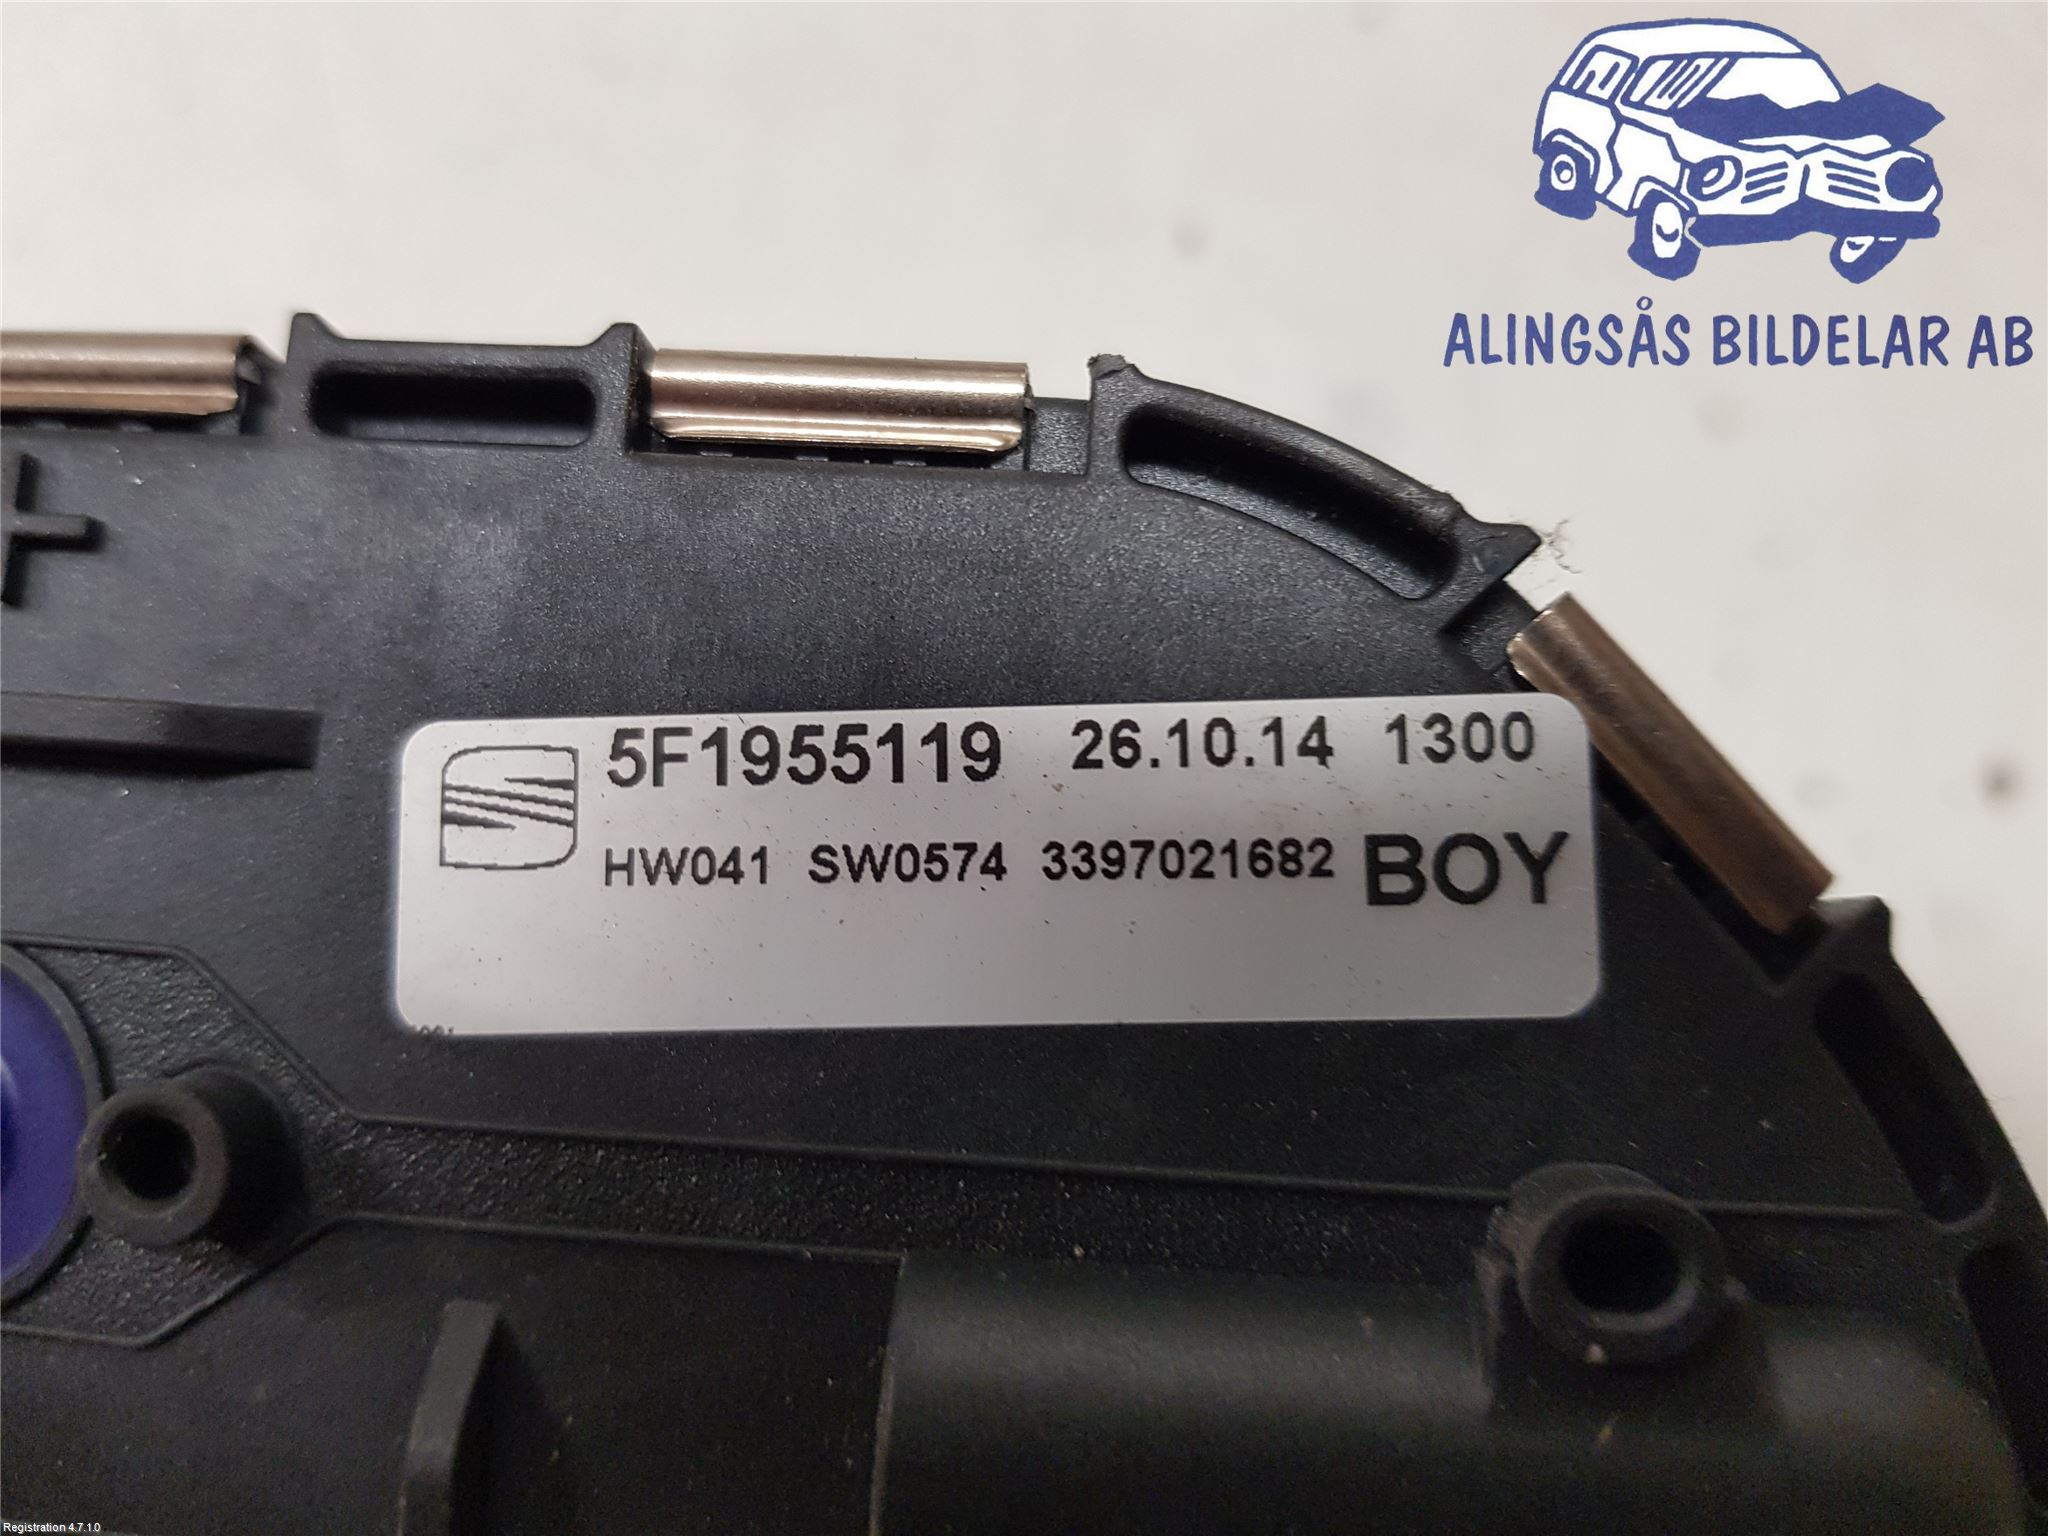 ALINGSÅS BILDELAR AB
5F1955119 26.10.14 1300
HW041 SW0574 3397021682 BOY
Registration 4.7.1.0